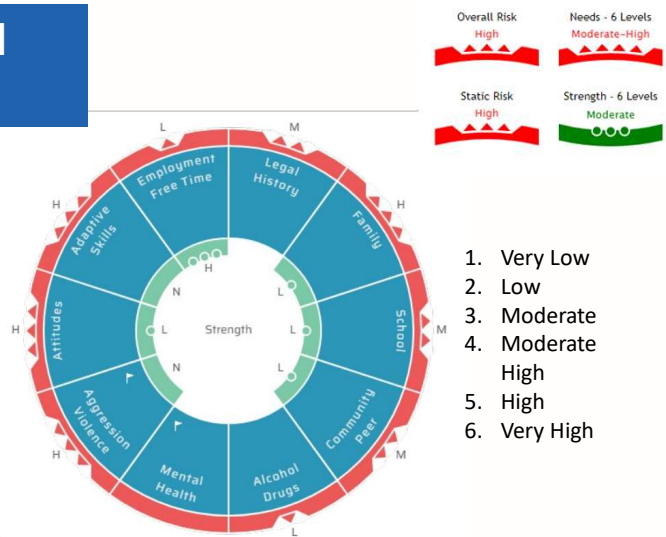 Overall Risk
High
Needs - 6 Levels
Moderate-High
Static Risk
High
Strength - 6 Levels
Moderate
L
M
H
H
H
M
H
M
L
Employment
Free Time
Legal
History
Family
School
Community
Peer
Alcohol
Drugs
Mental
Health
Aggression
Violence
Attitudes
Adaptive
Skills
H
N
L
N
L
L
L
Strength
1. Very Low
2. Low
3. Moderate
4. Moderate
High
5. High
6. Very High